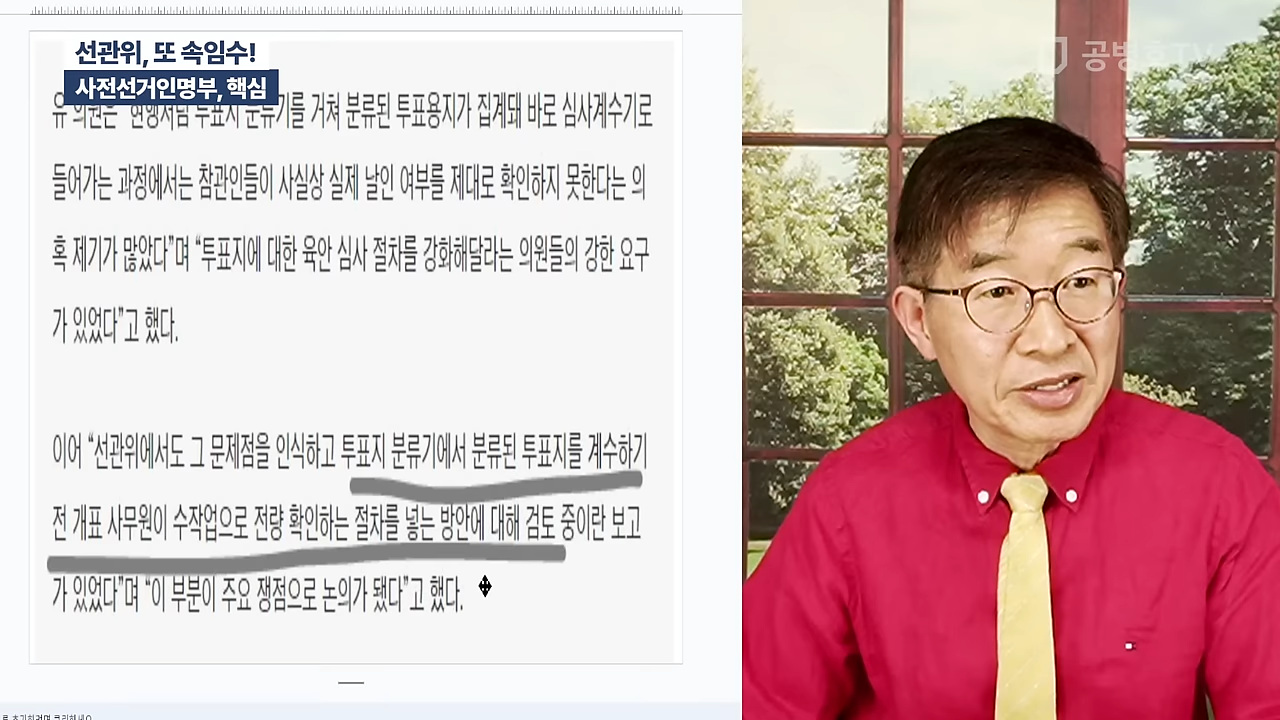 선관위, 또 속임수!
사전선거인명부, 핵심
공병호TV
유 의원은 “현행처럼 투표지 분류기를 거쳐 분류된 투표용지가 집계돼 바로 심사계수기로
들어가는 과정에서는 참관인들이 사실상 실제 날인 여부를 제대로 확인하지 못한다는 의
혹 제기가 많았다”며 “투표지에 대한 육안 심사 절차를 강화해달라는 의원들의 강한 요구
가 있었다”고 했다.
이어 “선관위에서도 그 문제점을 인식하고 투표지 분류기에서 분류된 투표지를 계수하기
전 개표 사무원이 수작업으로 전량 확인하는 절차를 넣는 방안에 대해 검토 중이란 보고
가 있었다”며 “이 부분이 주요 쟁점으로 논의가 됐다”고 했다.